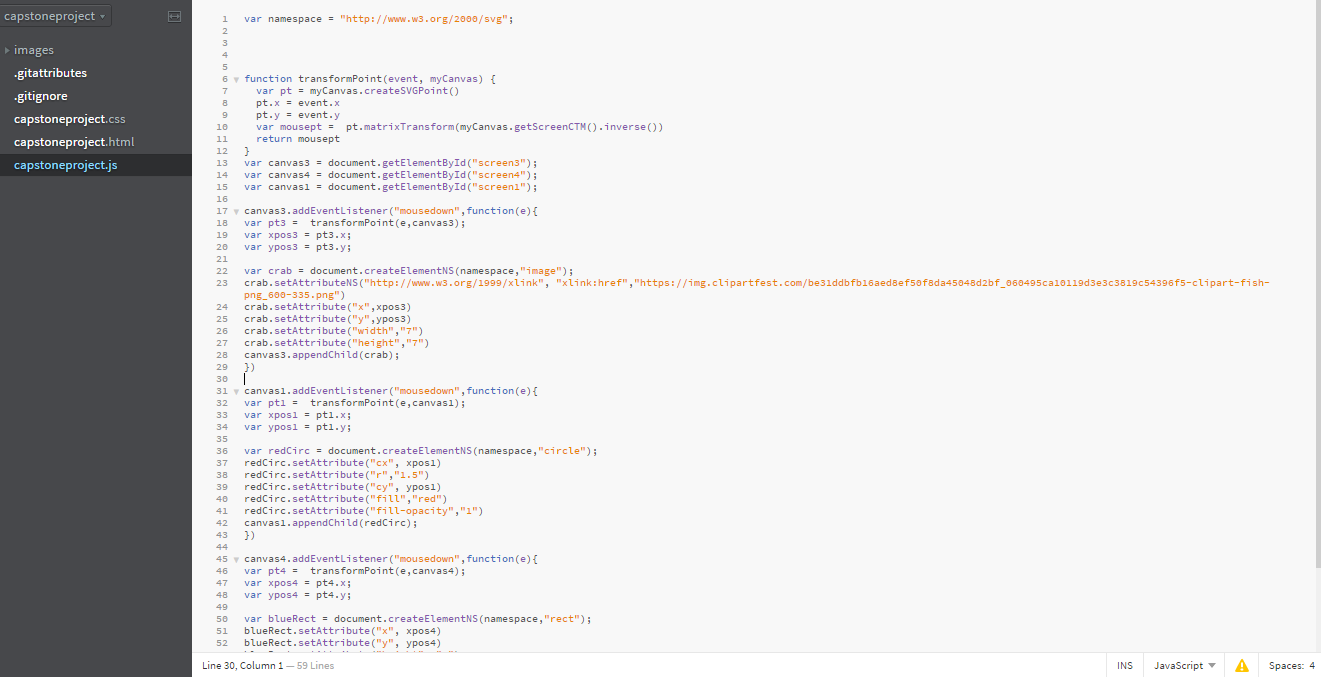 capstoneproject
images
.gitattributes
.gitignore
capstoneproject.css
capstoneproject.html
capstoneproject.js
1 var namespace = "http://www.w3.org/2000/svg";
2
3
4
5
6 function transformPoint(event, myCanvas) {
7 var pt = myCanvas.createSVGPoint()
8 pt.x = event.x
9 pt.y = event.y
10 var mousept =  pt.matrixTransform(myCanvas.getScreenCTM().inverse())
11 return mousept
12 }
13 var canvas3 = document.getElementById("screen3");
14 var canvas4 = document.getElementById("screen4");
15 var canvas1 = document.getElementById("screen1");
16
17 canvas3.addEventListener("mousedown",function(e){
18 var pt3 =  transformPoint(e,canvas3);
19 var xpos3 = pt3.x;
20 var ypos3 = pt3.y;
21
22 var crab = document.createElementNS(namespace,"image");
23 crab.setAttributeNS("http://www.w3.org/1999/xlink", "xlink:href","https://img.clipartfest.com/be31ddbfb16aed8ef50f8da45048d2bf_060495ca10119d3e3c3819c54396f5-clipart-fish-
png_600-335.png")
24 crab.setAttribute("x",xpos3)
25 crab.setAttribute("y",ypos3)
26 crab.setAttribute("width","7")
27 crab.setAttribute("height","7")
28 canvas3.appendChild(crab);
29 })
30
31 canvas1.addEventListener("mousedown",function(e){
32 var pt1 =  transformPoint(e,canvas1);
33 var xpos1 = pt1.x;
34 var ypos1 = pt1.y;
35
36 var redCirc = document.createElementNS(namespace,"circle");
37 redCirc.setAttribute("cx", xpos1)
38 redCirc.setAttribute("r","1.5")
39 redCirc.setAttribute("cy", ypos1)
40 redCirc.setAttribute("fill","red")
41 redCirc.setAttribute("fill-opacity","1")
42 canvas1.appendChild(redCirc);
43 })
44
45 canvas4.addEventListener("mousedown",function(e){
46 var pt4 =  transformPoint(e,canvas4);
47 var xpos4 = pt4.x;
48 var ypos4 = pt4.y;
49
50 var blueRect = document.createElementNS(namespace,"rect");
51 blueRect.setAttribute("x", xpos4)
52 blueRect.setAttribute("y", ypos4)
Line 30, Column 1 — 59 Lines
INS JavaScript Spaces: 4